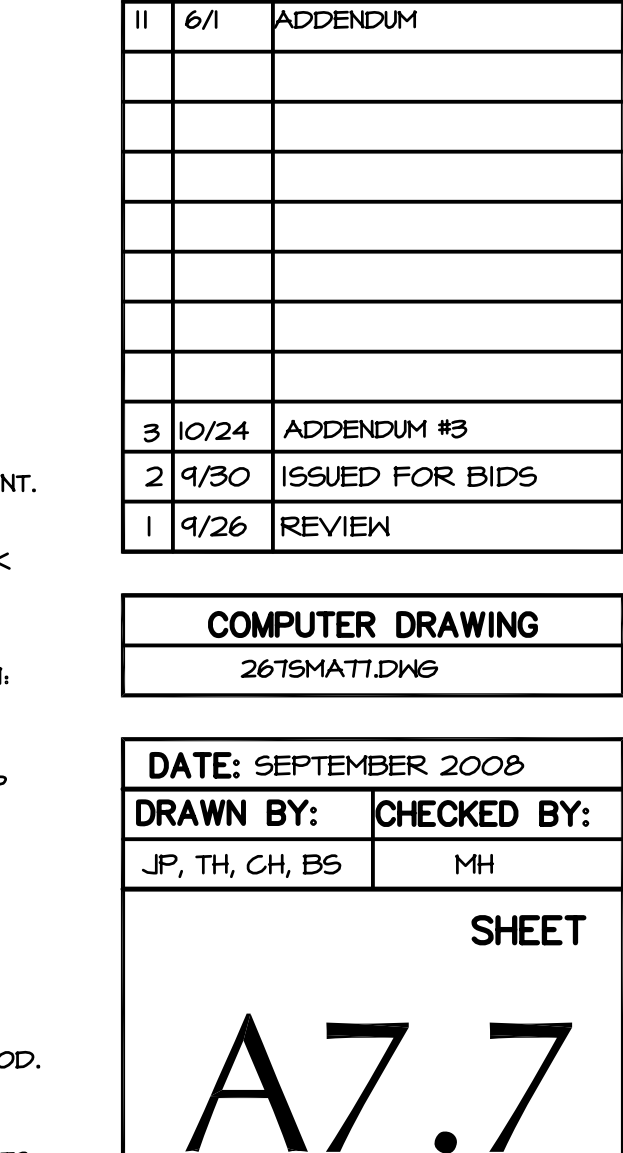 11 6/1 ADDENDUM
3 10/24 ADDENDUM #3
2 9/30 ISSUED FOR BIDS
1 9/26 REVIEW
NT.
K
:
COMPUTER DRAWING
267SMAT7.DWG
DATE: SEPTEMBER 2008
DRAWN BY: CHECKED BY:
JP, TH, CH, BS MH
SHEET
A7.7
OD.